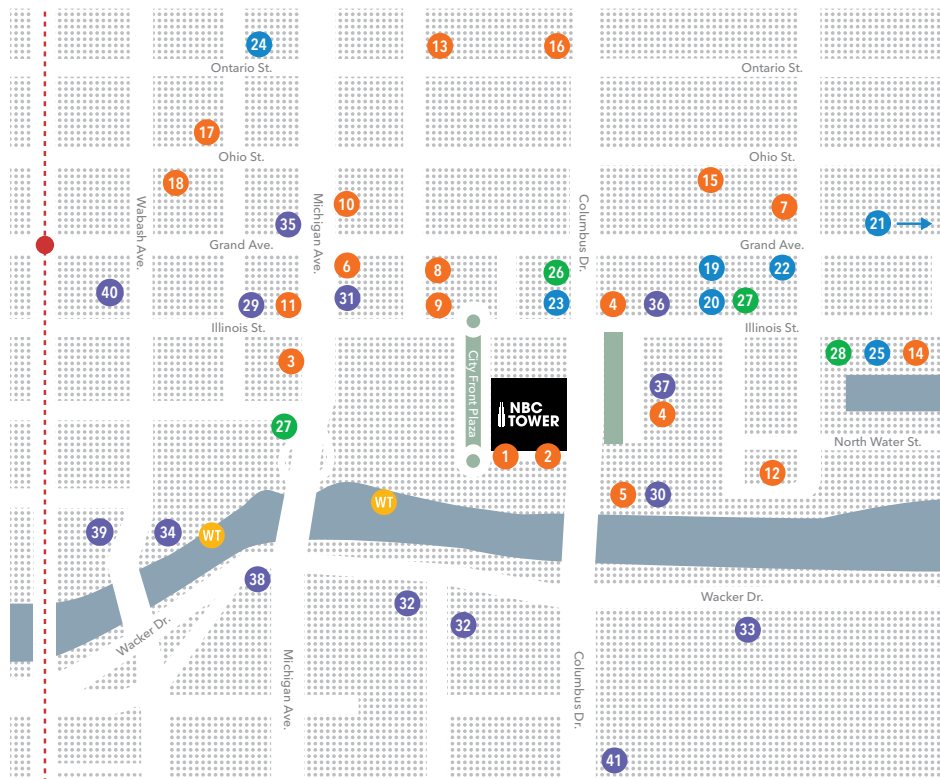 24
13
16
Ontario St.
Ontario St.
17
Ohio St.
Ohio St.
18
15
Wabash Ave.
Michigan Ave.
10
Columbus Dr.
7
35
21
Grand Ave.
Grand Ave.
6
8
26
19
22
40
29
11
31
9
23
4
36
20
27
Illinois St.
Illinois St.
3
City Front Plaza
28
25
14
37
NBC
TOWER
4
27
North Water St.
1
2
12
5
30
WT
39
34
WT
38
Wacker Dr.
32
32
33
Wacker Dr.
Michigan Ave.
Columbus Dr.
41